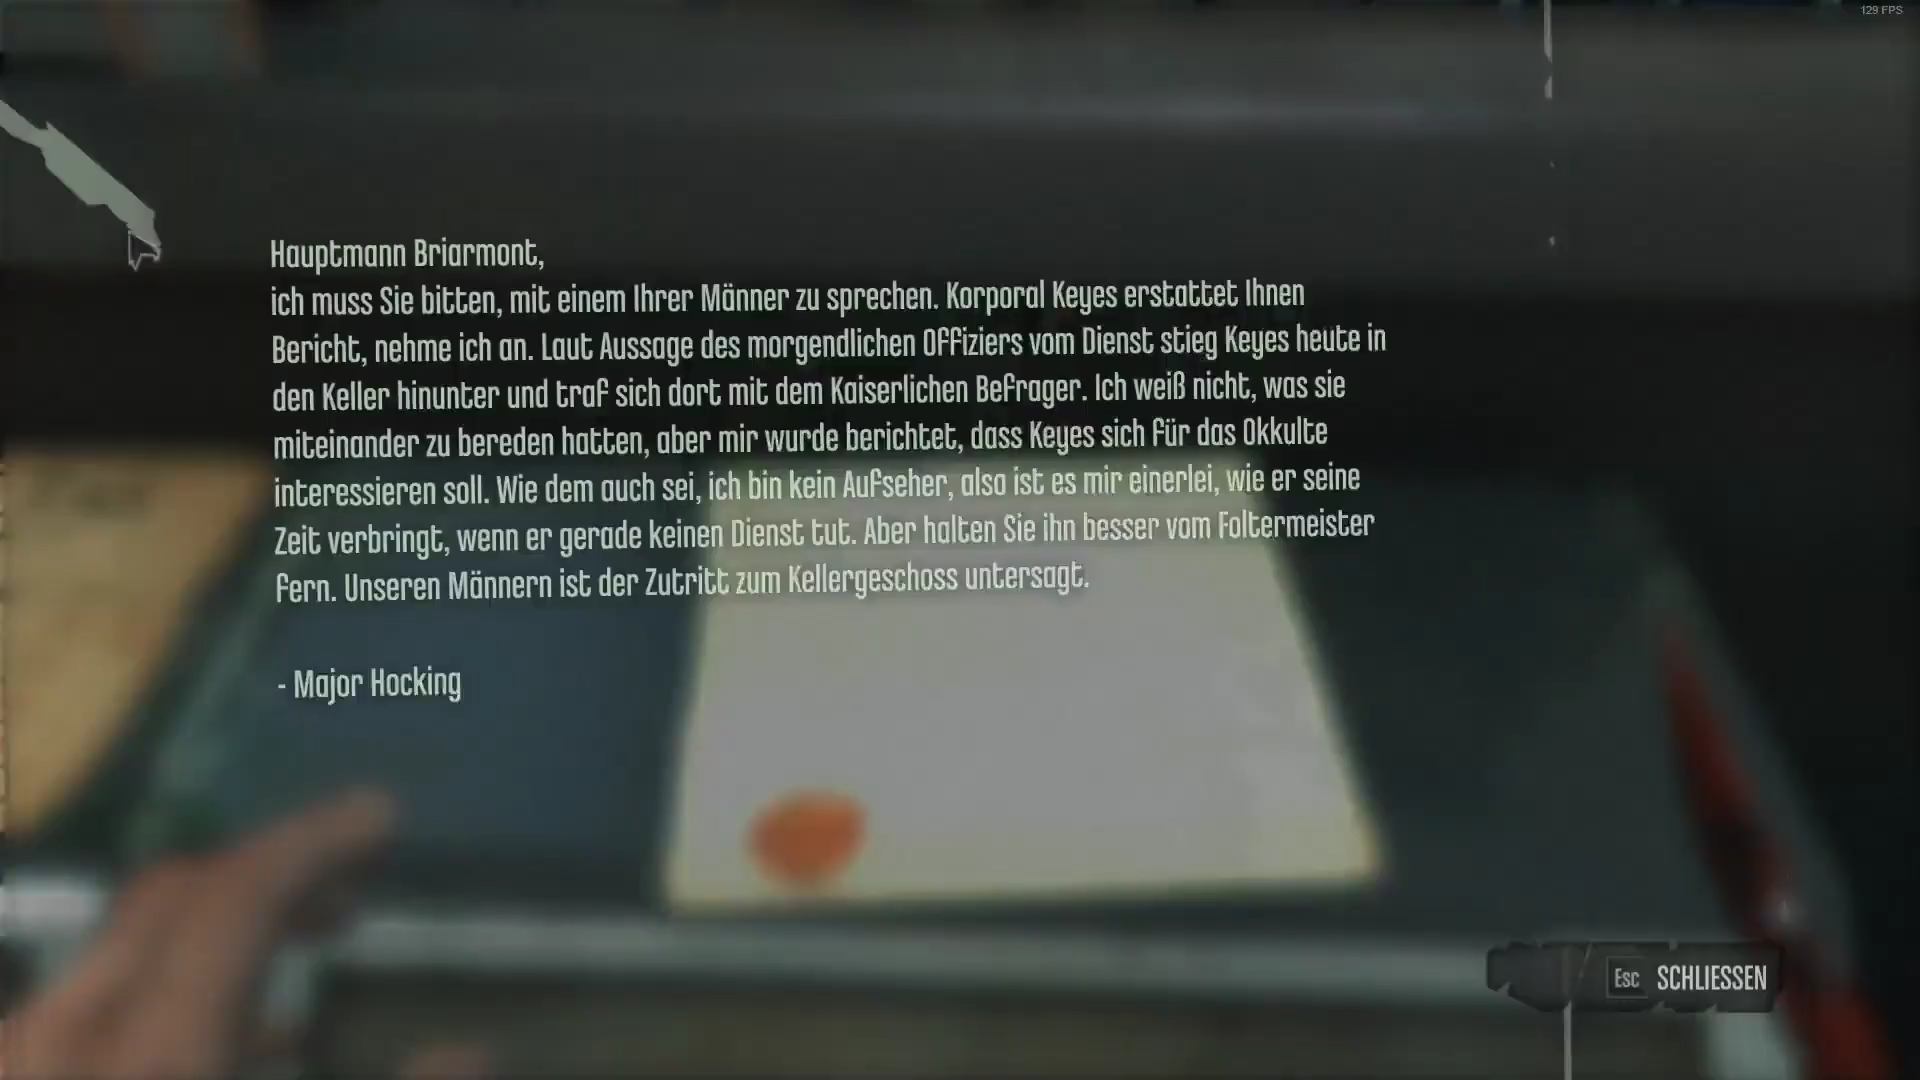 129 FPS
Hauptmann Briarmont,
ich muss Sie bitten, mit einem Ihrer Männer zu sprechen. Korporal Keyes erstattet Ihnen
Bericht, nehme ich an. Laut Aussage des morgendlichen Offiziers vom Dienst stieg Keyes heute in
den Keller hinunter und traf sich dort mit dem Kaiserlichen Befrager. Ich weiß nicht, was sie
miteinander zu bereden hatten, aber mir wurde berichtet, dass Keyes sich für das Okkulte
interessieren soll. Wie dem auch sei, ich bin kein Aufseher, also ist es mir einerlei, wie er seine
Zeit verbringt, wenn er gerade keinen Dienst tut. Aber halten Sie ihn besser vom Foltermeister
fern. Unseren Männern ist der Zutritt zum Kellergeschoss untersagt.
- Major Hocking
Esc SCHLIESSEN